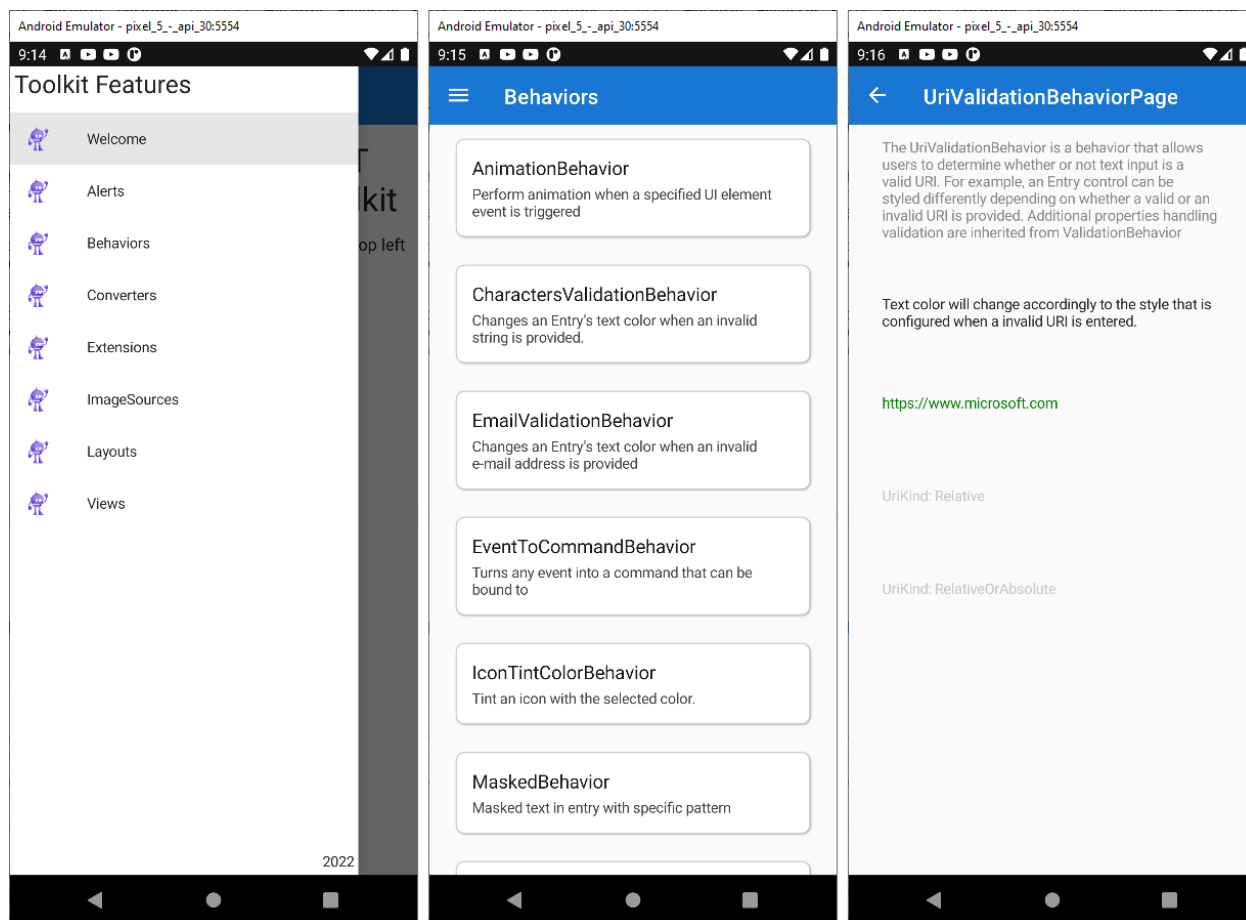 Android Emulator - pixel_5_-_api_30:5554
9:14
Toolkit Features
Welcome
Alerts
Behaviors
Converters
Extensions
ImageSources
Layouts
Views
2022
T
lkit
op left
Android Emulator - pixel_5_-_api_30:5554
9:15
Behaviors
AnimationBehavior
Perform animation when a specified UI element
event is triggered
CharactersValidationBehavior
Changes an Entry's text color when an invalid
string is provided.
EmailValidationBehavior
Changes an Entry's text color when an invalid
e-mail address is provided
EventToCommandBehavior
Turns any event into a command that can be
bound to
IconTintColorBehavior
Tint an icon with the selected color.
MaskedBehavior
Masked text in entry with specific pattern
Android Emulator - pixel_5_-_api_30:5554
9:16
UriValidationBehaviorPage
The UriValidationBehavior is a behavior that allows
users to determine whether or not text input is a
valid URI. For example, an Entry control can be
styled differently depending on whether a valid or an
invalid URI is provided. Additional properties handling
validation are inherited from ValidationBehavior
Text color will change accordingly to the style that is
configured when a invalid URI is entered.
https://www.microsoft.com
UriKind: Relative
UriKind: RelativeOrAbsolute